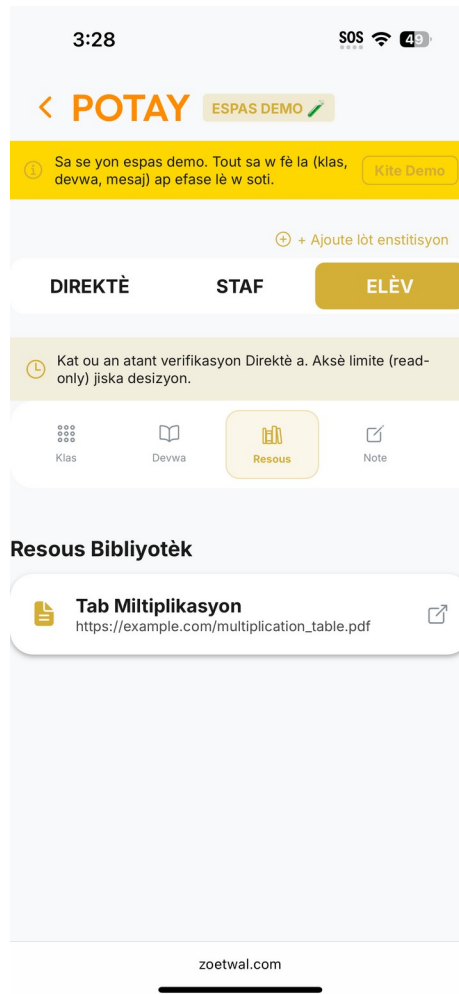 3:28
SOS
49
POTAY
ESPAS DEMO
Sa se yon espas demo. Tout sa w fè la (klas,
devwa, mesaj) ap efase lè w soti.
Kite Demo
+ Ajoute lòt enstitisyon
DIREKTÈ
STAF
ELÈV
Kat ou an atant verifikasyon Direktè a. Aksè limite (read-
only) jiska desizyon.
Klas
Devwa
Resous
Note
Resous Bibliyotèk
Tab Miltiplikasyon
https://example.com/multiplication_table.pdf
zoetwal.com